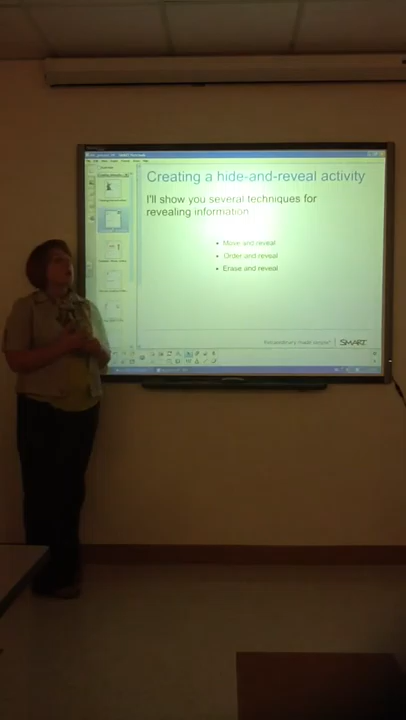 Creating a hide-and-reveal activity
I'll show you several techniques for
revealing information
• Move and reveal
• Order and reveal
• Erase and reveal
SMART